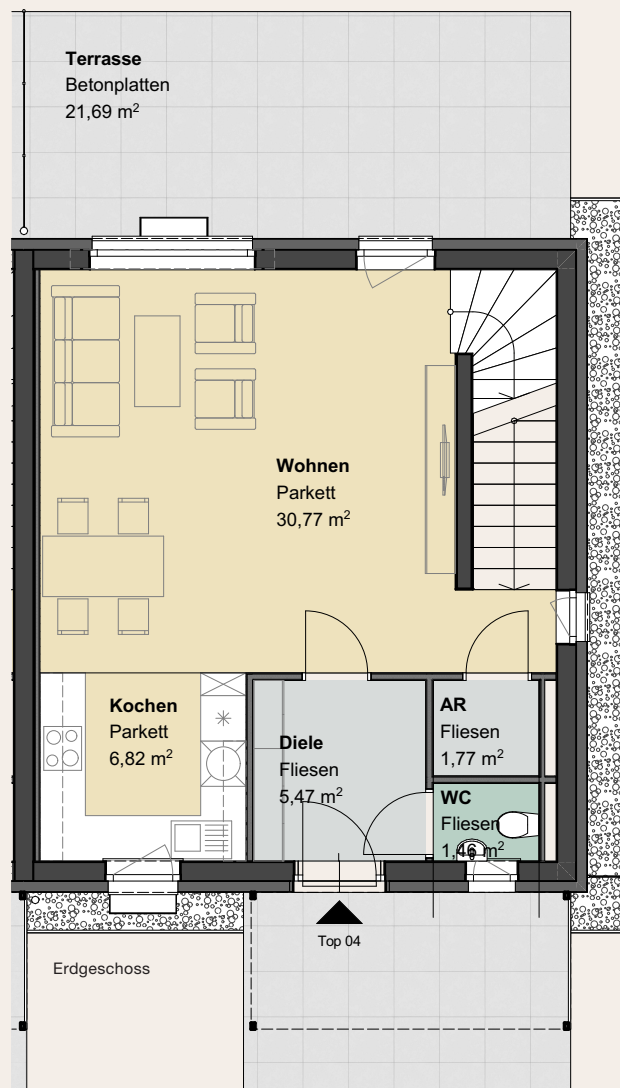 Terrasse
Betonplatten
21,69 m²
Wohnen
Parkett
30,77 m²
Kochen
Parkett
6,82 m²
Diele
Fliesen
5,47 m²
AR
Fliesen
1,77 m²
WC
Fliesen
1,46 m²
Top 04
Erdgeschoss